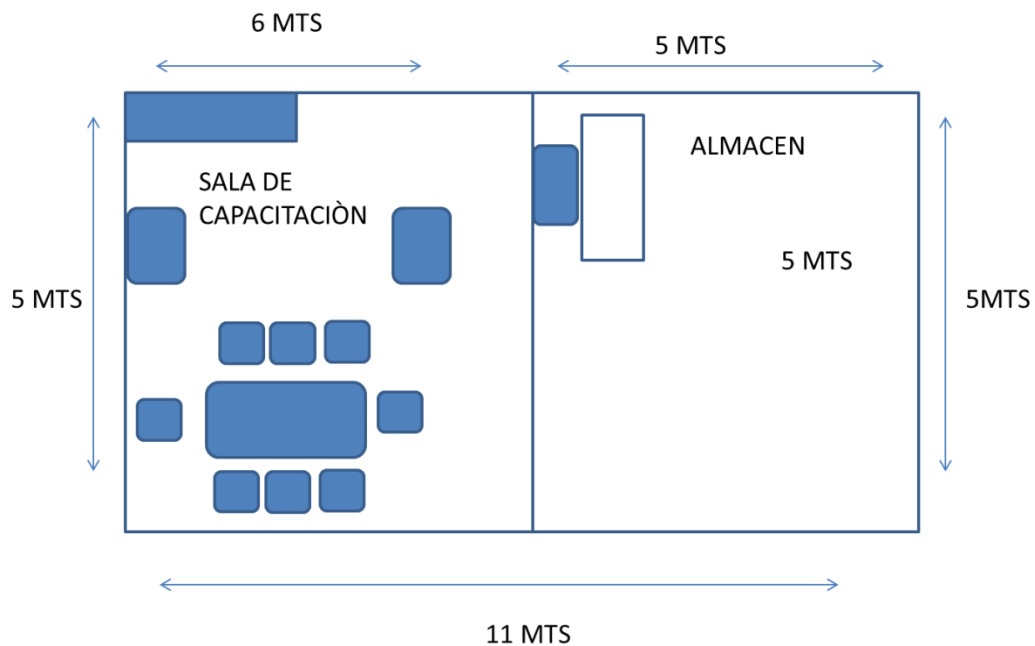 6 MTS
5 MTS
ALMACEN
SALA DE
CAPACITACIÒN
5 MTS
5 MTS
5MTS
11 MTS